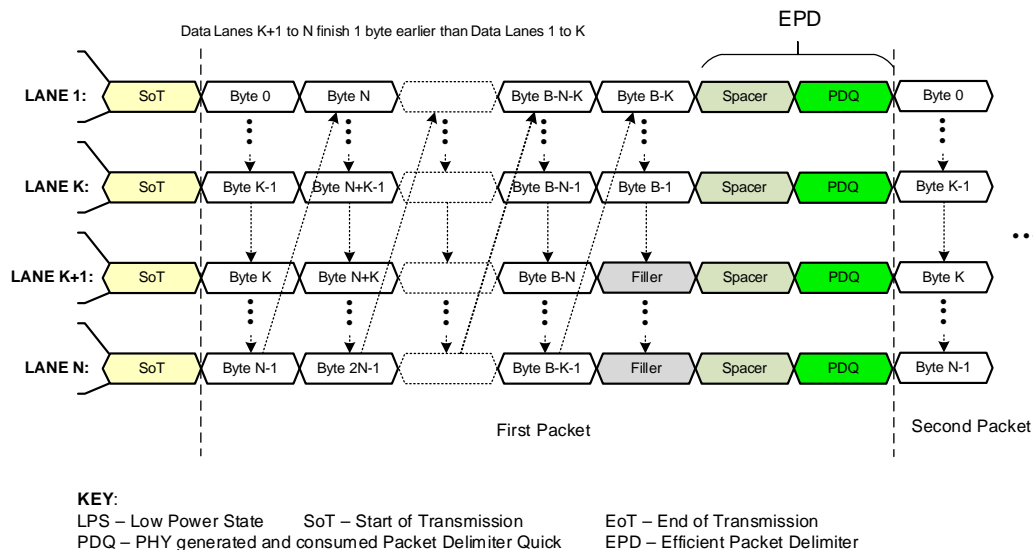 EPD
Data Lanes K+1 to N finish 1 byte earlier than Data Lanes 1 to K
LANE 1: SoT Byte 0 Byte N Byte B-N-K Byte B-K Spacer PDQ Byte 0
LANE K: SoT Byte K-1 Byte N+K-1 Byte B-N-1 Byte B-1 Spacer PDQ Byte K-1
LANE K+1: SoT Byte K Byte N+K Byte B-N Filler Spacer PDQ Byte K
LANE N: SoT Byte N-1 Byte 2N-1 Byte B-K-1 Filler Spacer PDQ Byte N-1
First Packet Second Packet
KEY:
LPS – Low Power State SoT – Start of Transmission EoT – End of Transmission
PDQ – PHY generated and consumed Packet Delimiter Quick EPD – Efficient Packet Delimiter